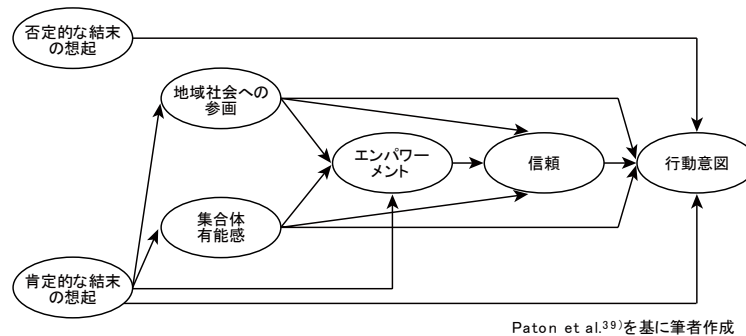 否定的な結末
の想起
地域社会への
参画
エンパワー
メント
信頼
行動意図
集合体
有能感
肯定的な結末
の想起
Paton et al.39)を基に筆者作成